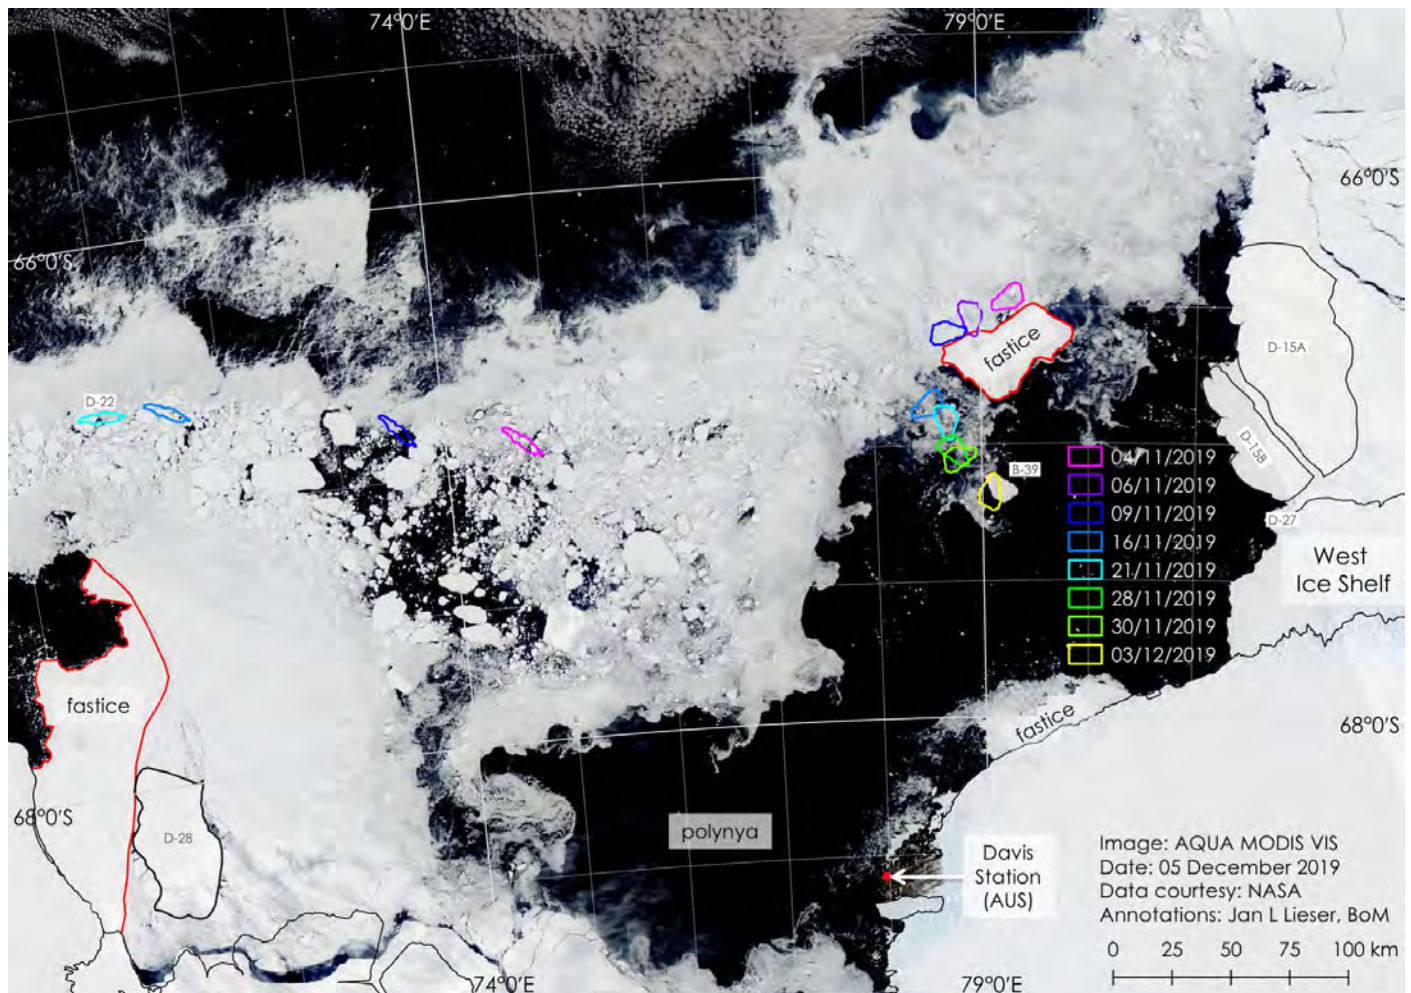 74°0'E
79°0'E
66°0'S
66°0'S
D-15A
fastice
D-22
D-15B
B-39
04/11/2019
06/11/2019
09/11/2019
16/11/2019
21/11/2019
28/11/2019
30/11/2019
03/12/2019
D-27
West
Ice Shelf
fastice
fastice
68°0'S
68°0'S
D-28
polynya
Davis
Station
(AUS)
Image: AQUA MODIS VIS
Date: 05 December 2019
Data courtesy: NASA
Annotations: Jan L Lieser, BoM
0 25 50 75 100 km
74°0'E
79°0'E